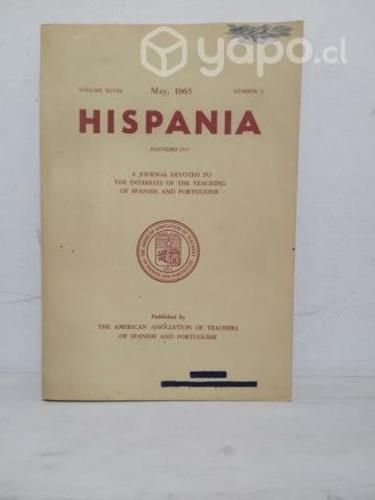 yapo.cl
VOLUME XLVIII May, 1965 NUMBER 2
HISPANIA
FOUNDED 1917
A JOURNAL DEVOTED TO
THE INTERESTS OF THE TEACHING
OF SPANISH AND PORTUGUESE
Published by
THE AMERICAN ASSOCIATION OF TEACHERS
OF SPANISH AND PORTUGUESE